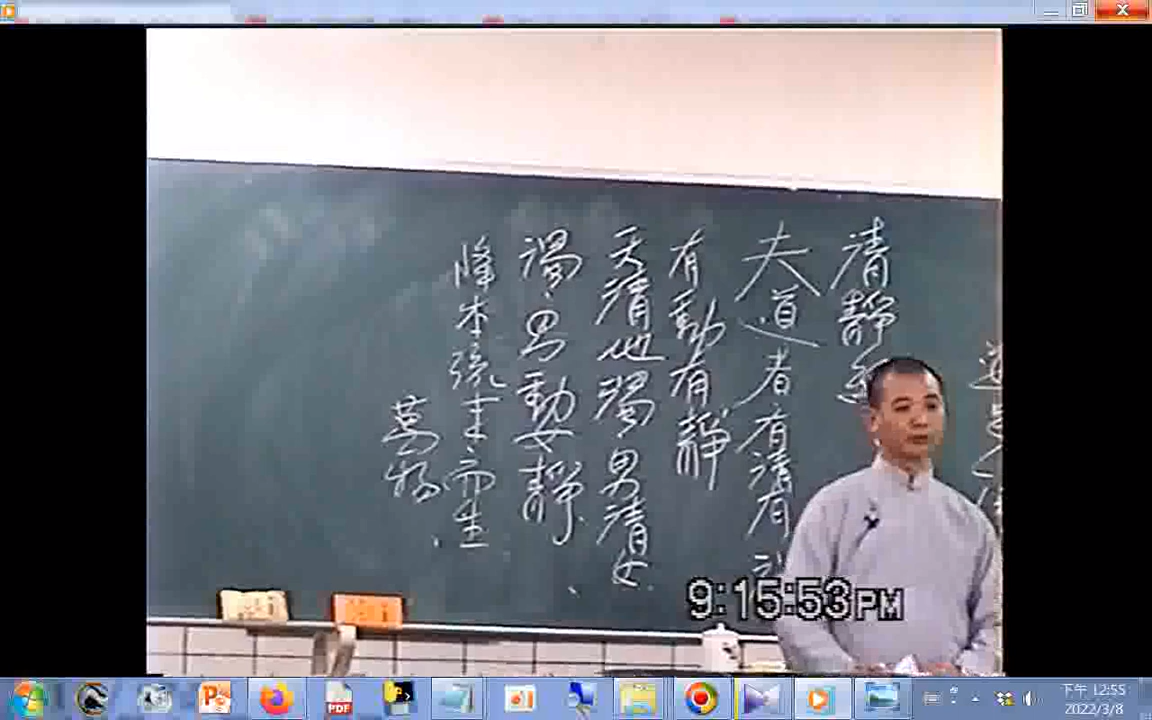 清靜經
夫道者有清有
有動有靜
天清地濁男清女
濁男動女靜
降本流末而生
萬物
9:15:53 PM
下午 12:55
2022/3/8